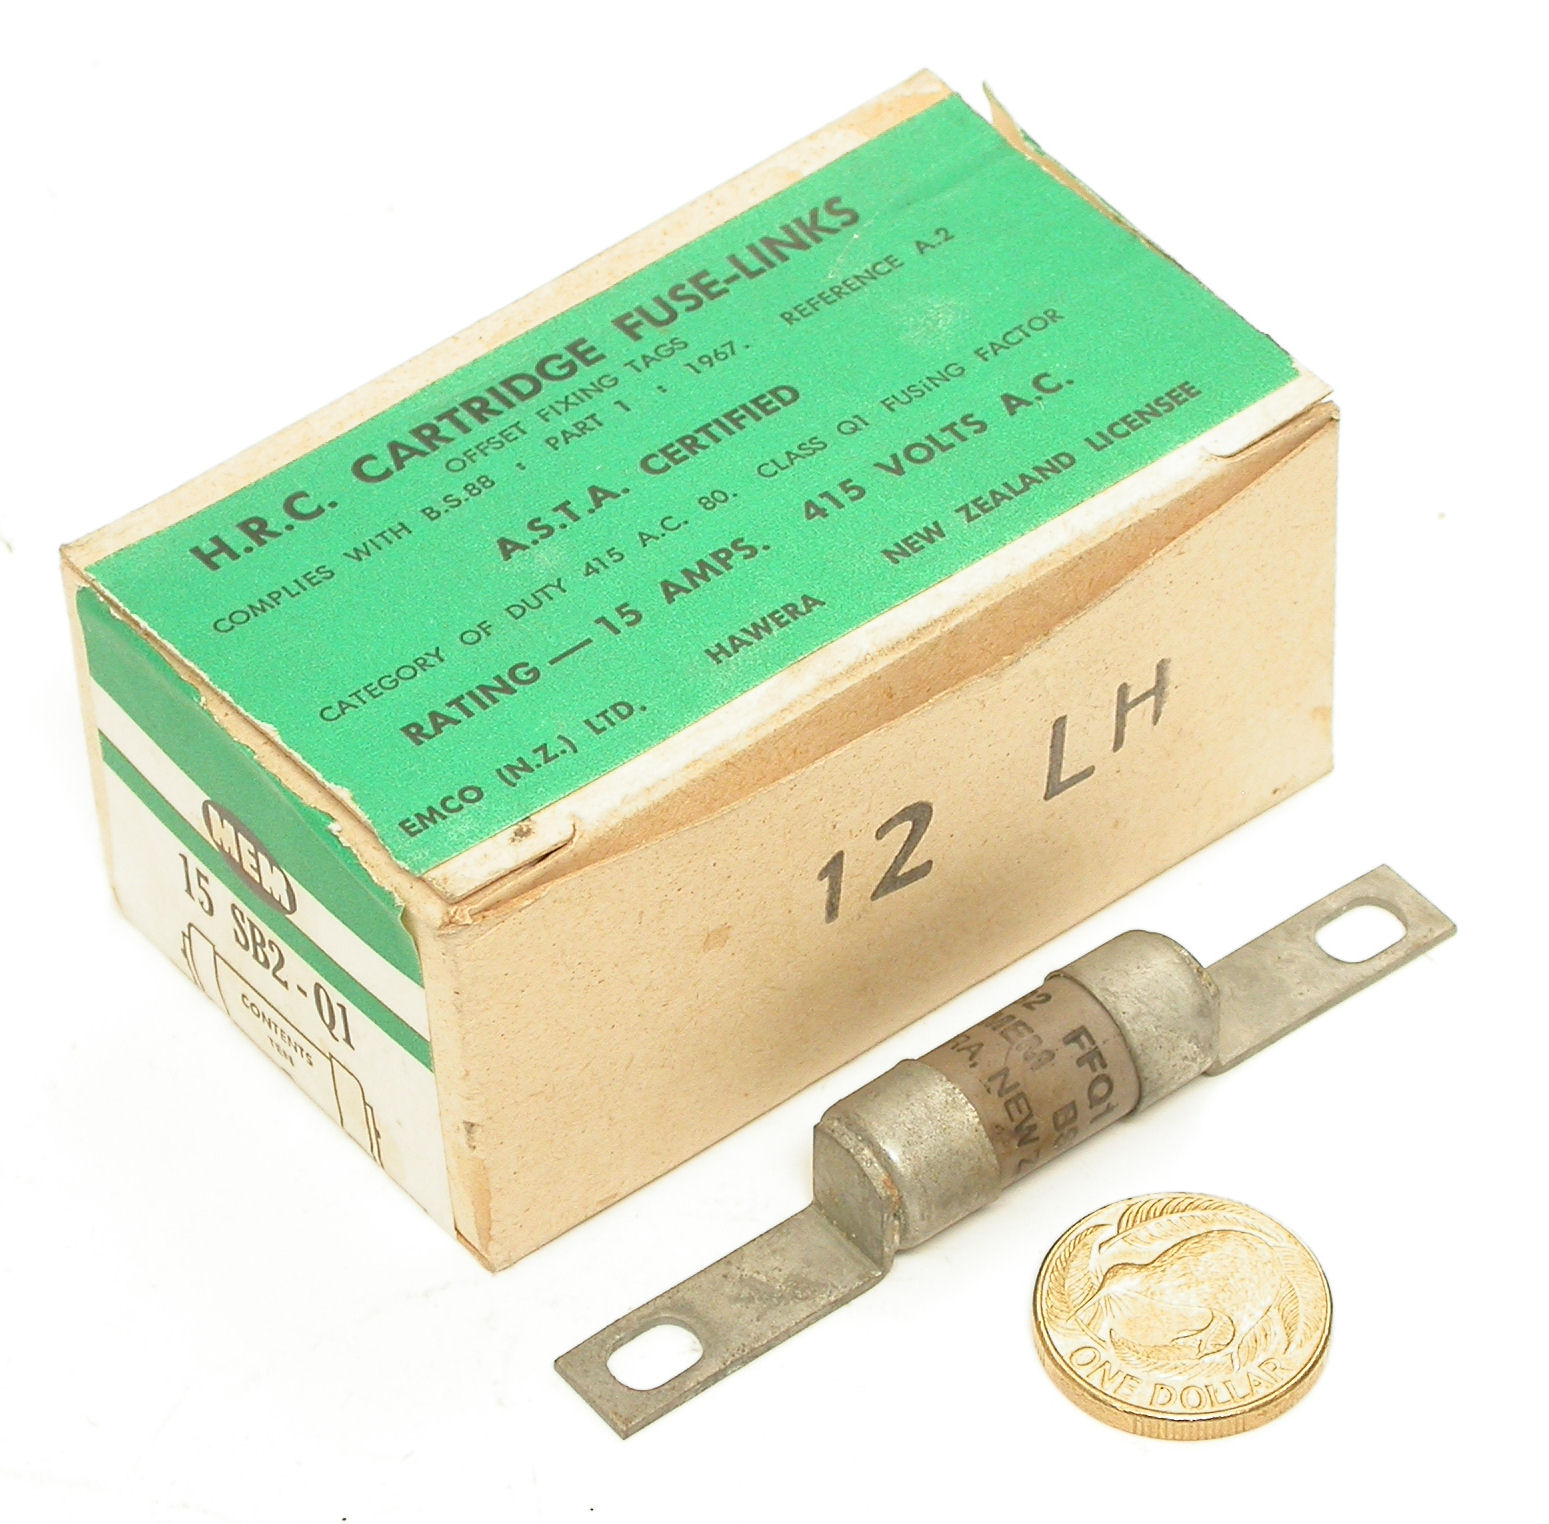 H.R.C. CARTRIDGE FUSE-LINKS
OFFSET FIXING TAGS
COMPLIES WITH B.S.88 : PART 1 : 1967. REFERENCE A.2
A.S.T.A. CERTIFIED
CATEGORY OF DUTY 415 A.C. 80. CLASS Q1 FUSiNG FACTOR
RATING — 15 AMPS. 415 VOLTS A.C.
EMCO (N.Z.) LTD. HAWERA NEW ZEALAND LICENSEE
MEM
15 SB2-Q1
CONTENTS
TEN
12 LH
FFQ1
MEM
NEW
ONE DOLLAR